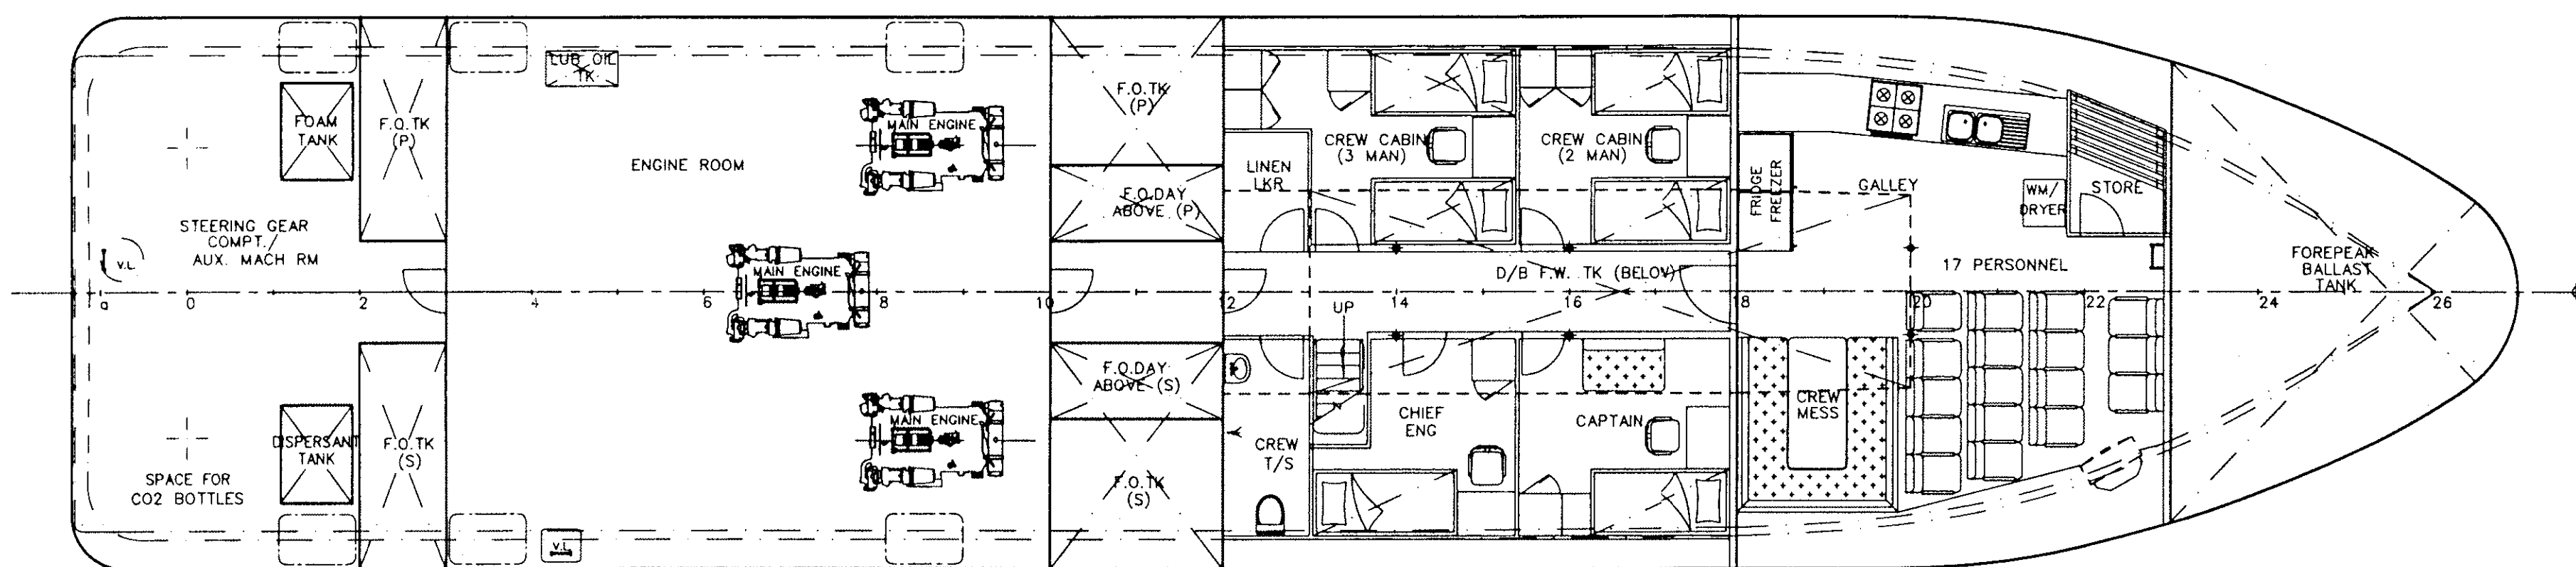 LUB OIL
TK
FOAM
TANK
F.O.TK
(P)
ENGINE ROOM
MAIN ENGINE
F.O.TK
(P)
F.O.DAY
ABOVE (P)
LINEN
LKR
CREW CABIN
(3 MAN)
CREW CABIN
(2 MAN)
FRIDGE
FREEZER
GALLEY
WM/
DRYER
STORE
STEERING GEAR
COMPT./
AUX. MACH RM
V.L.
MAIN ENGINE
D/B F.W. TK (BELOW)
17 PERSONNEL
FOREPEAK
BALLAST
TANK
a 0 2 4 6 8 10 12 14 16 18 20 22 24 26
UP
F.O.DAY
ABOVE (S)
MAIN ENGINE
DISPERSANT
TANK
F.O.TK
(S)
F.O.TK
(S)
CREW
T/S
CHIEF
ENG
CAPTAIN
CREW
MESS
SPACE FOR
CO2 BOTTLES
V.L.